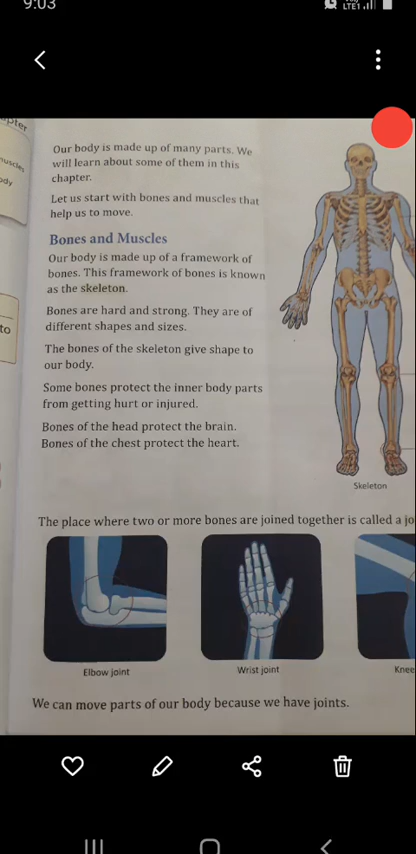 9:03
LTE1
apter
muscles
ody
to
Our body is made up of many parts. We
will learn about some of them in this
chapter.
Let us start with bones and muscles that
help us to move.
Bones and Muscles
Our body is made up of a framework of
bones. This framework of bones is known
as the skeleton.
Bones are hard and strong. They are of
different shapes and sizes.
The bones of the skeleton give shape to
our body.
Some bones protect the inner body parts
from getting hurt or injured.
Bones of the head protect the brain.
Bones of the chest protect the heart.
Skeleton
The place where two or more bones are joined together is called a jo
Elbow joint
Wrist joint
Knee
We can move parts of our body because we have joints.